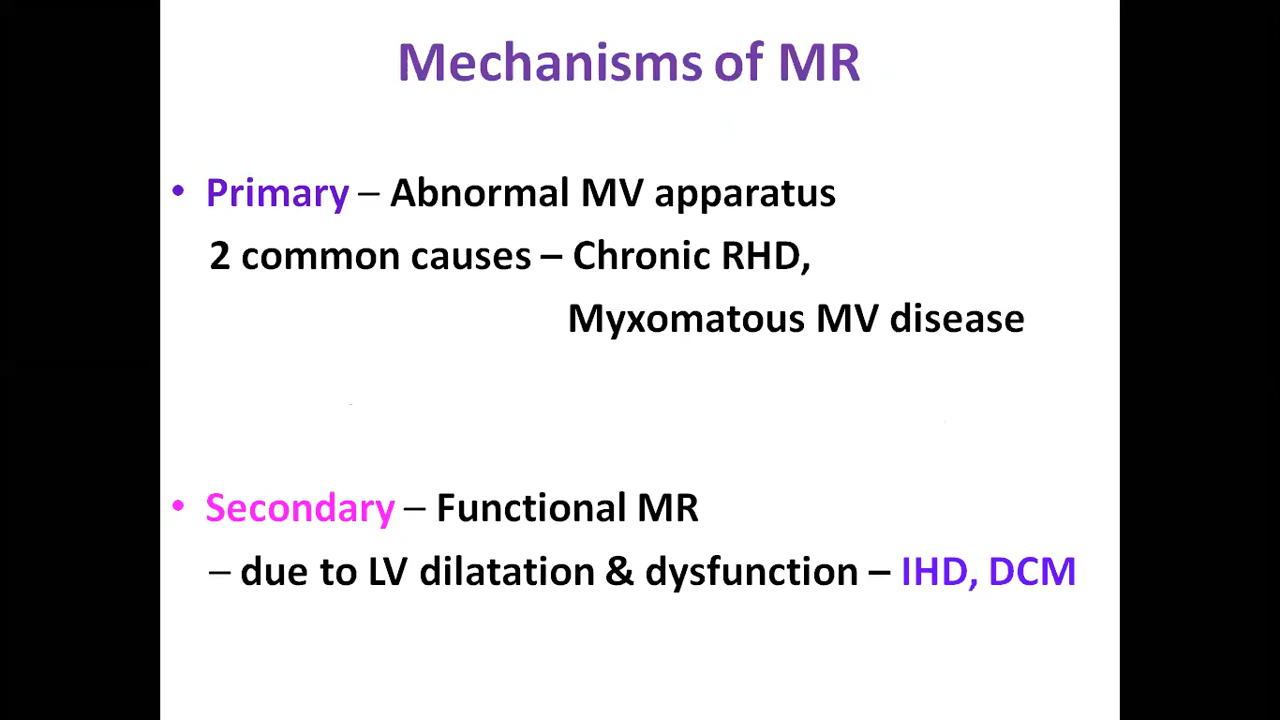 Mechanisms of MR
• Primary – Abnormal MV apparatus
2 common causes – Chronic RHD,
Myxomatous MV disease
• Secondary – Functional MR
– due to LV dilatation & dysfunction – IHD, DCM